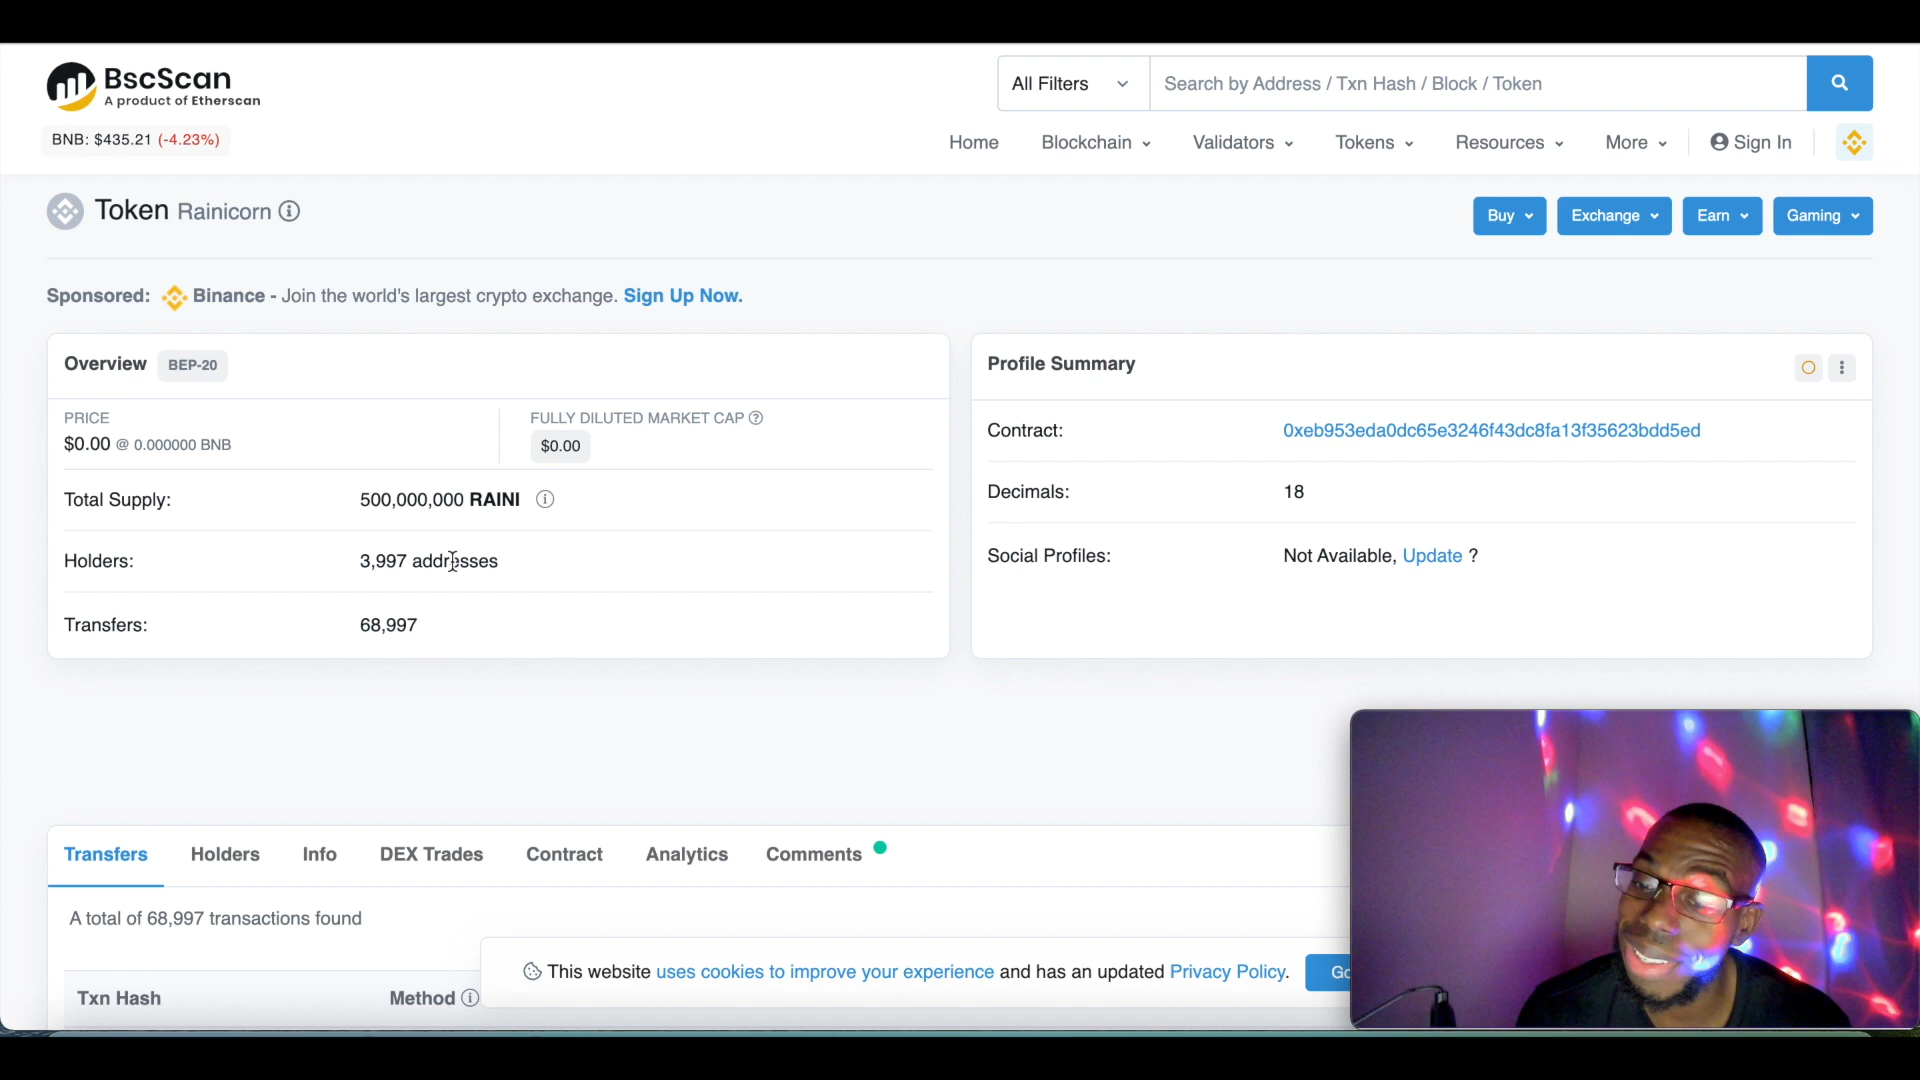 BscScan
A product of Etherscan
BNB: $435.21 (-4.23%)
All Filters
Search by Address / Txn Hash / Block / Token
Home Blockchain Validators Tokens Resources More Sign In
Token Rainicorn
Buy Exchange Earn Gaming
Sponsored: Binance - Join the world's largest crypto exchange. Sign Up Now.
Overview BEP-20
PRICE
$0.00 @ 0.000000 BNB
FULLY DILUTED MARKET CAP
$0.00
Total Supply: 500,000,000 RAINI
Holders: 3,997 addresses
Transfers: 68,997
Profile Summary
Contract: 0xeb953eda0dc65e3246f43dc8fa13f35623bdd5ed
Decimals: 18
Social Profiles: Not Available, Update ?
Transfers Holders Info DEX Trades Contract Analytics Comments
A total of 68,997 transactions found
This website uses cookies to improve your experience and has an updated Privacy Policy.
Txn Hash Method